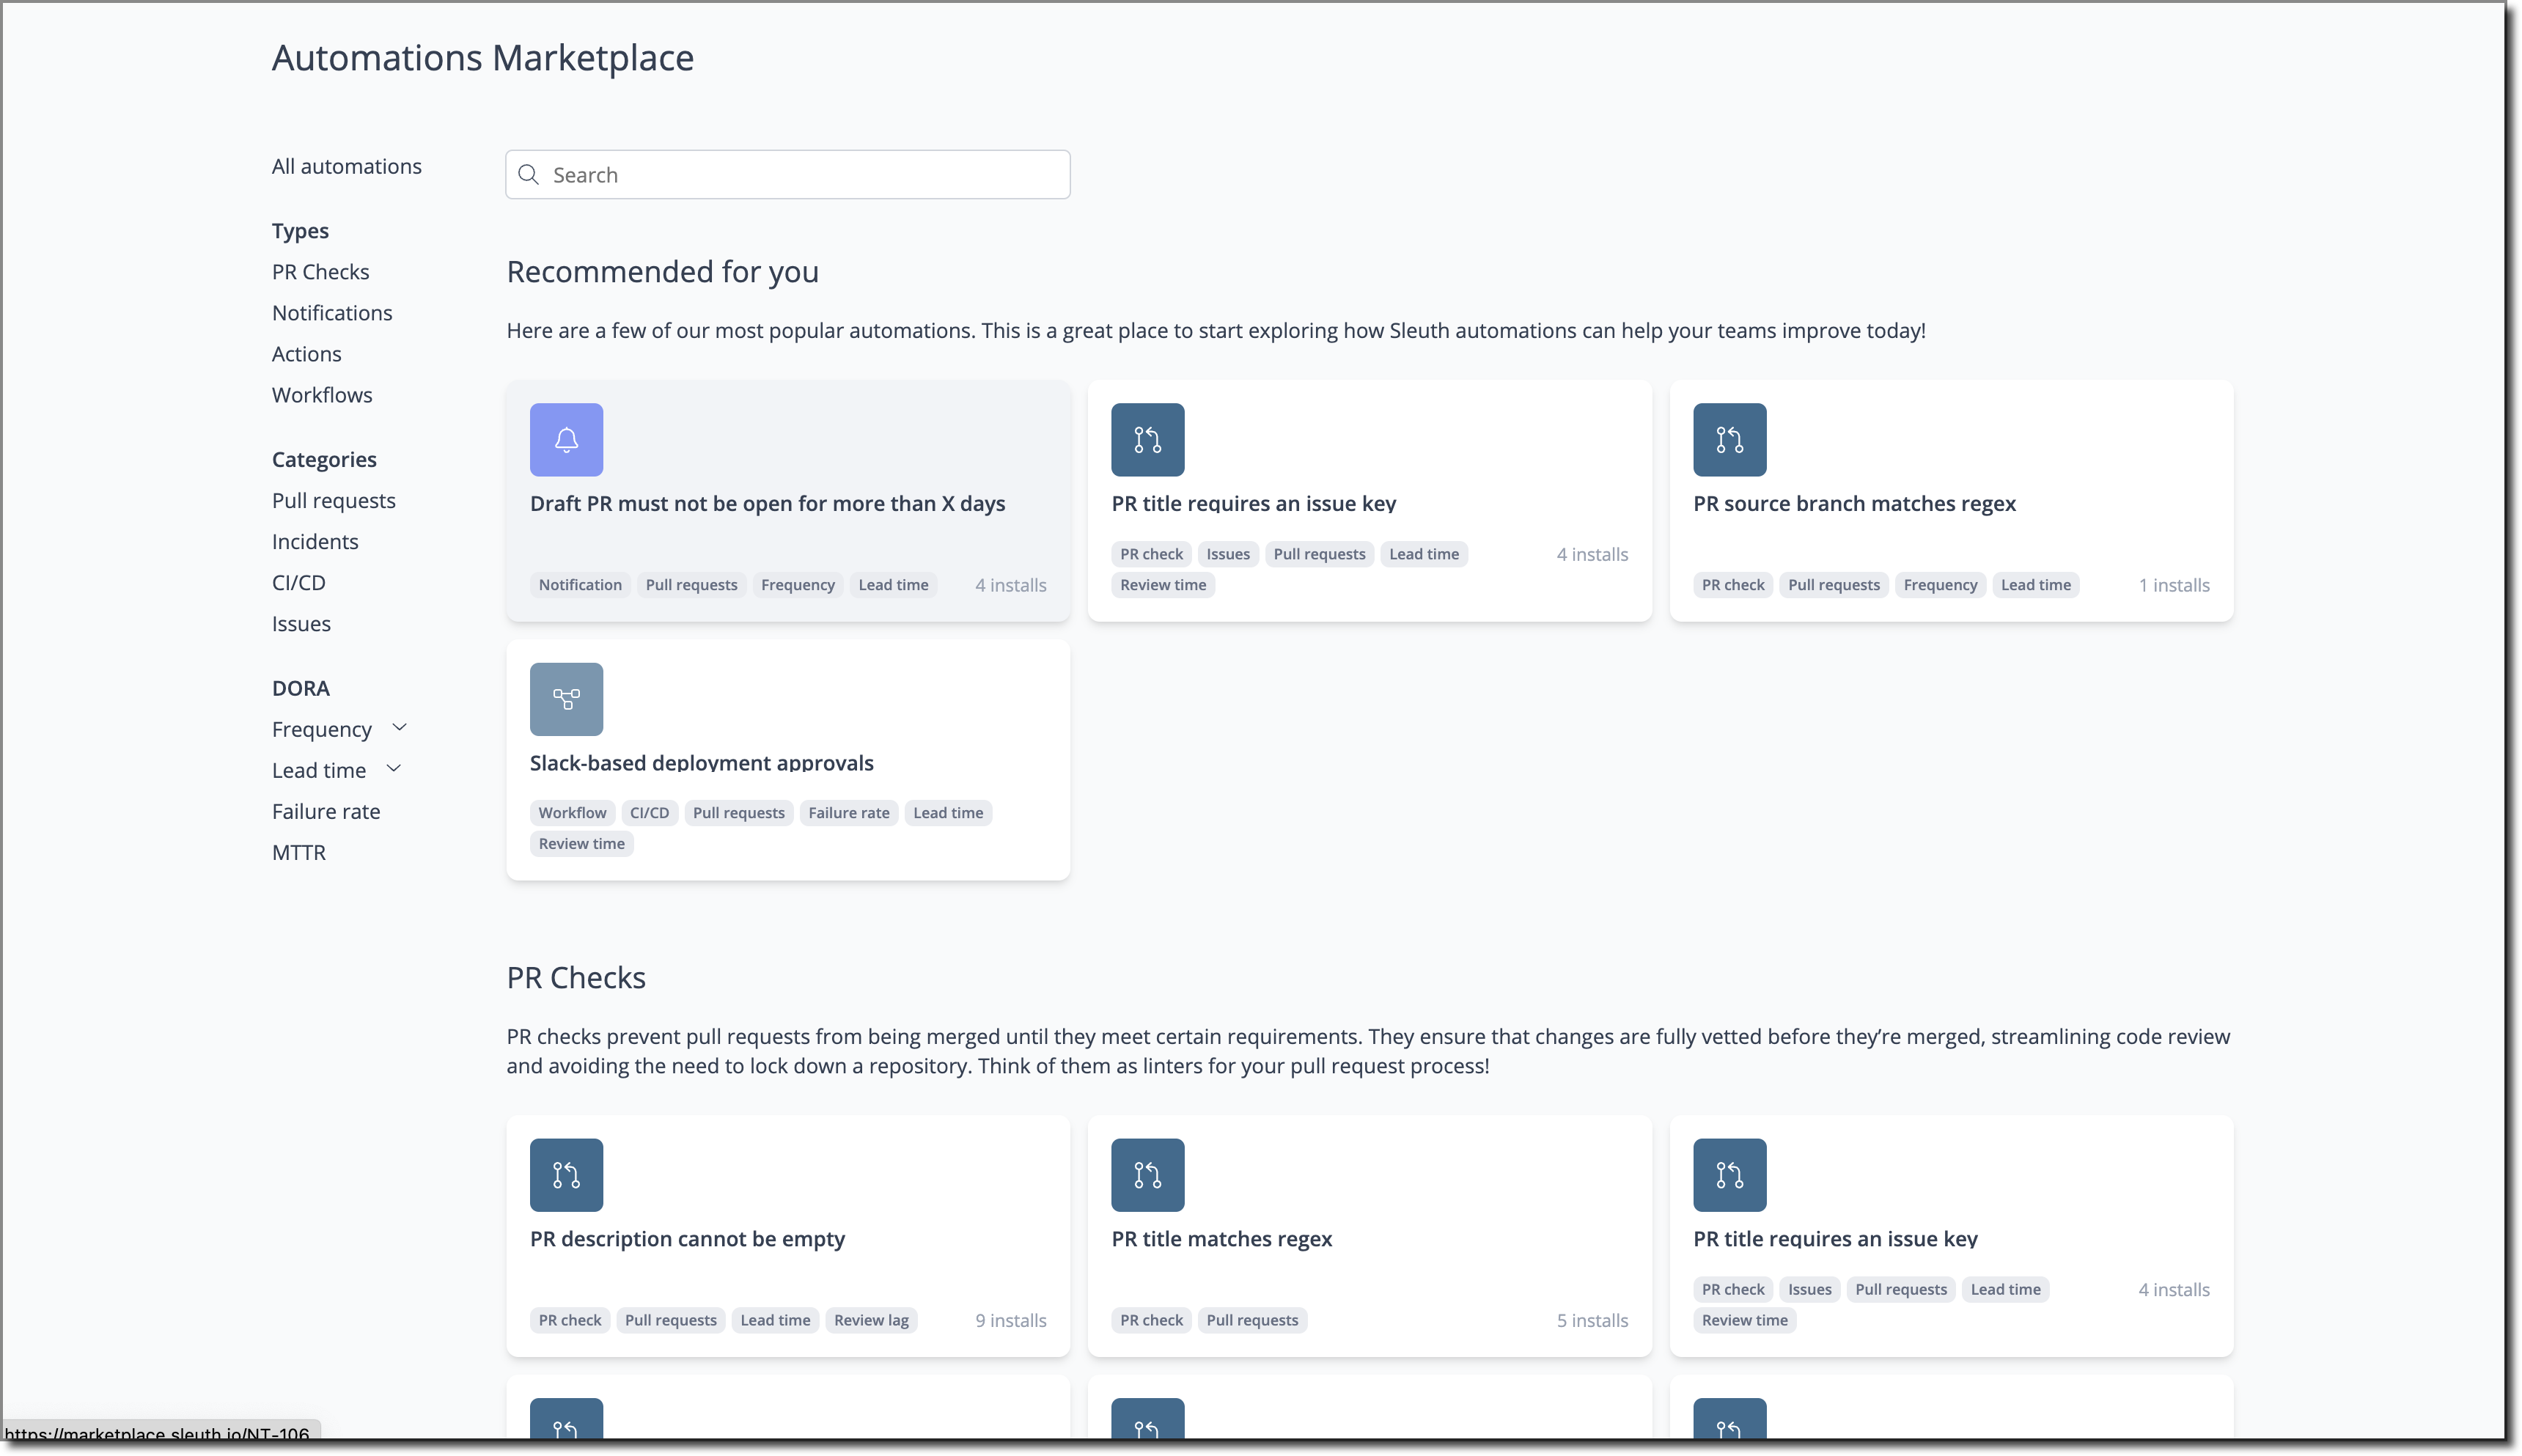 Automations Marketplace
All automations
Types
PR Checks
Notifications
Actions
Workflows
Categories
Pull requests
Incidents
CI/CD
Issues
DORA
Frequency
Lead time
Failure rate
MTTR
Search
Recommended for you
Here are a few of our most popular automations. This is a great place to start exploring how Sleuth automations can help your teams improve today!
Draft PR must not be open for more than X days
Notification Pull requests Frequency Lead time 4 installs
PR title requires an issue key
PR check Issues Pull requests Lead time 4 installs
Review time
PR source branch matches regex
PR check Pull requests Frequency Lead time 1 installs
Slack-based deployment approvals
Workflow CI/CD Pull requests Failure rate Lead time
Review time
PR Checks
PR checks prevent pull requests from being merged until they meet certain requirements. They ensure that changes are fully vetted before they’re merged, streamlining code review
and avoiding the need to lock down a repository. Think of them as linters for your pull request process!
PR description cannot be empty
PR check Pull requests Lead time Review lag 9 installs
PR title matches regex
PR check Pull requests 5 installs
PR title requires an issue key
PR check Issues Pull requests Lead time 4 installs
Review time
https://marketplace.sleuth.io/NT-106